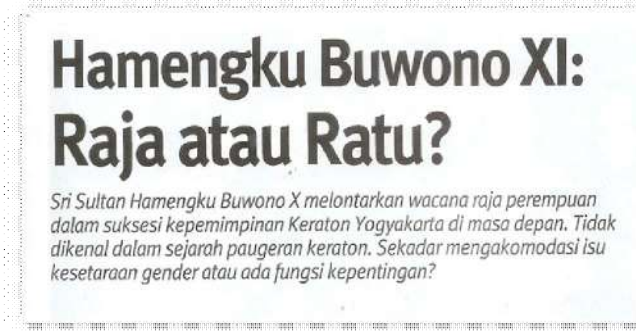 Hamengku Buwono XI:
Raja atau Ratu?
Sri Sultan Hamengku Buwono X melontarkan wacana raja perempuan
dalam suksesi kepemimpinan Keraton Yogyakarta di masa depan. Tidak
dikenal dalam sejarah paugeran keraton. Sekadar mengakomodasi isu
kesetaraan gender atau ada fungsi kepentingan?